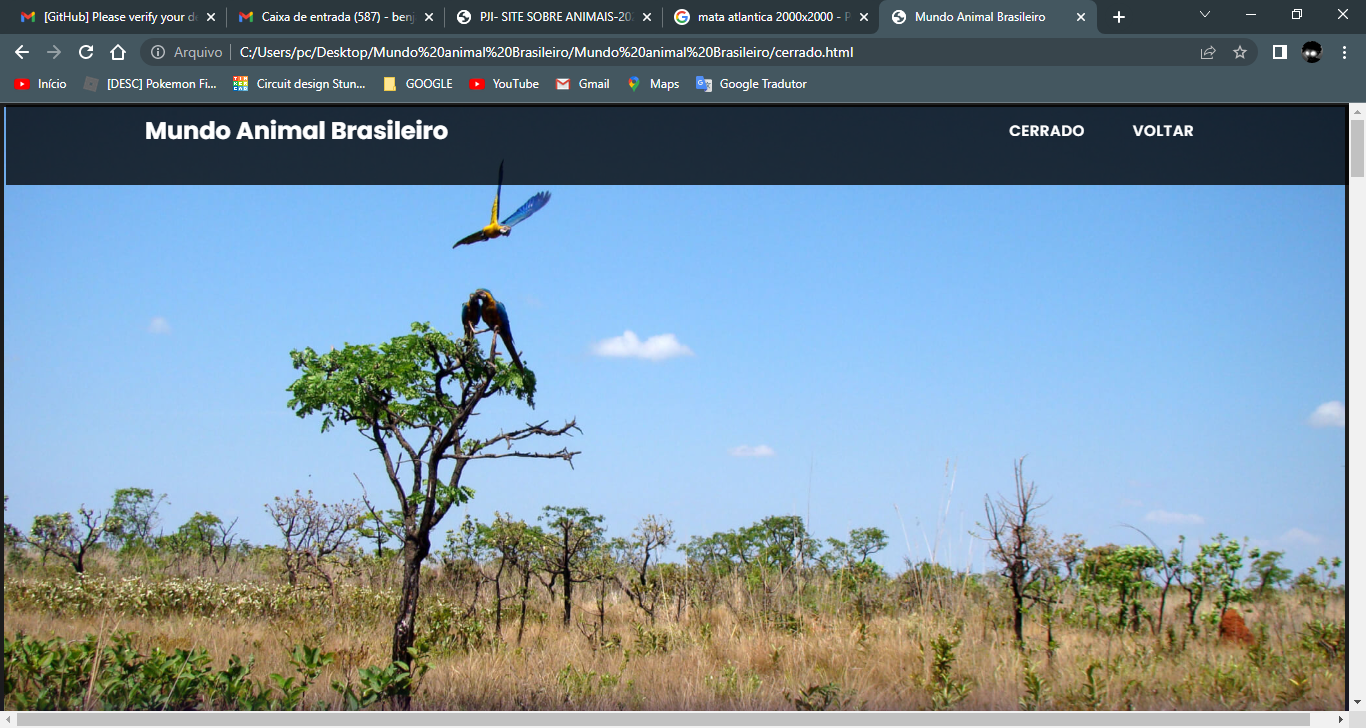 [GitHub] Please verify your de
Caixa de entrada (587) - benj
PJI- SITE SOBRE ANIMAIS-202
mata atlantica 2000x2000 - P
Mundo Animal Brasileiro
Arquivo
C:/Users/pc/Desktop/Mundo%20animal%20Brasileiro/Mundo%20animal%20Brasileiro/cerrado.html
Início
[DESC] Pokemon Fi...
Circuit design Stun...
GOOGLE
YouTube
Gmail
Maps
Google Tradutor
Mundo Animal Brasileiro
CERRADO
VOLTAR